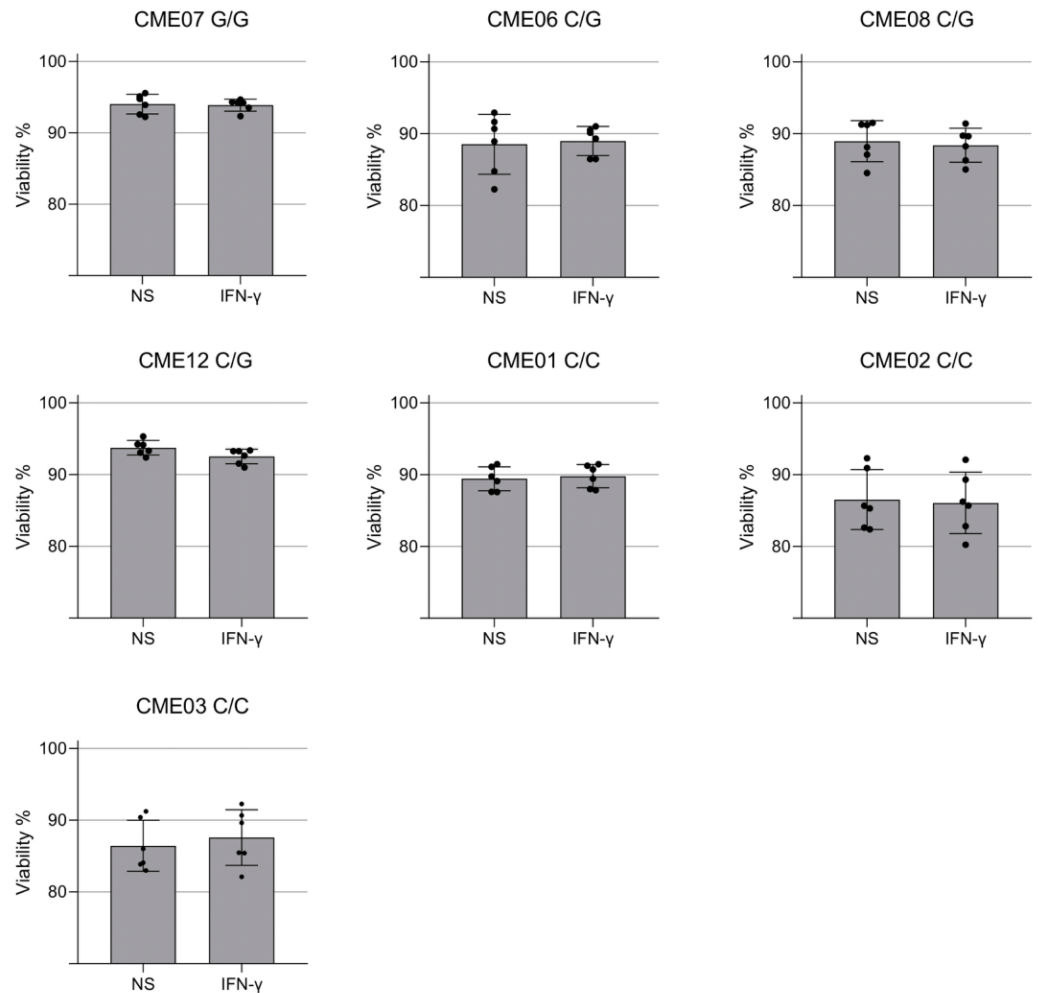 CME07 G/G
Viability %
100
90
80
NS IFN-γ
CME06 C/G
Viability %
100
90
80
NS IFN-γ
CME08 C/G
Viability %
100
90
80
NS IFN-γ
CME12 C/G
Viability %
100
90
80
NS IFN-γ
CME01 C/C
Viability %
100
90
80
NS IFN-γ
CME02 C/C
Viability %
100
90
80
NS IFN-γ
CME03 C/C
Viability %
100
90
80
NS IFN-γ